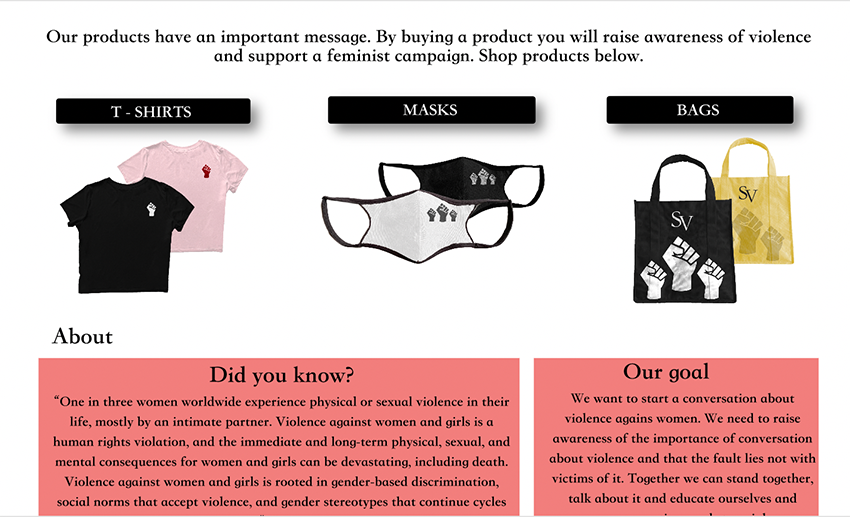 Our products have an important message. By buying a product you will raise awareness of violence
and support a feminist campaign. Shop products below.
T - SHIRTS
MASKS
BAGS
SV
SV
About
Did you know?
“One in three women worldwide experience physical or sexual violence in their
life, mostly by an intimate partner. Violence against women and girls is a
human rights violation, and the immediate and long-term physical, sexual, and
mental consequences for women and girls can be devastating, including death.
Violence against women and girls is rooted in gender-based discrimination,
social norms that accept violence, and gender stereotypes that continue cycles
Our goal
We want to start a conversation about
violence agains women. We need to raise
awareness of the importance of conversation
about violence and that the fault lies not with
victims of it. Together we can stand together,
talk about it and educate ourselves and